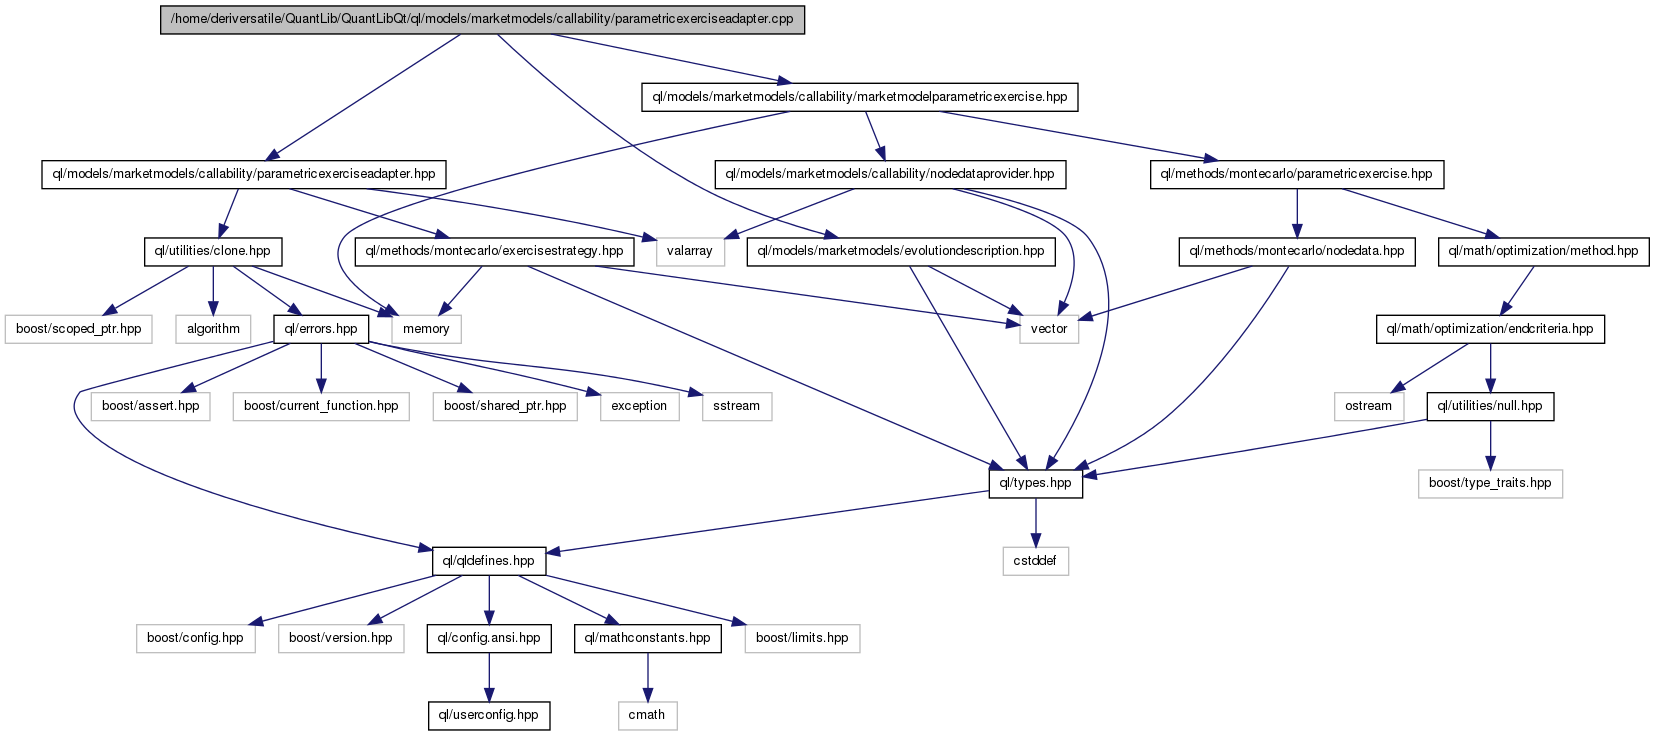 /home/deriversatile/QuantLib/QuantLibQt/ql/models/marketmodels/callability/parametricexerciseadapter.cpp
ql/models/marketmodels/callability/marketmodelparametricexercise.hpp
ql/models/marketmodels/callability/parametricexerciseadapter.hpp
ql/models/marketmodels/callability/nodedataprovider.hpp
ql/methods/montecarlo/parametricexercise.hpp
ql/utilities/clone.hpp
ql/methods/montecarlo/exercisestrategy.hpp
valarray
ql/models/marketmodels/evolutiondescription.hpp
ql/methods/montecarlo/nodedata.hpp
ql/math/optimization/method.hpp
boost/scoped_ptr.hpp
algorithm
ql/errors.hpp
memory
vector
ql/math/optimization/endcriteria.hpp
boost/assert.hpp
boost/current_function.hpp
boost/shared_ptr.hpp
exception
sstream
ostream
ql/utilities/null.hpp
ql/types.hpp
boost/type_traits.hpp
ql/qldefines.hpp
cstddef
boost/config.hpp
boost/version.hpp
ql/config.ansi.hpp
ql/mathconstants.hpp
boost/limits.hpp
ql/userconfig.hpp
cmath